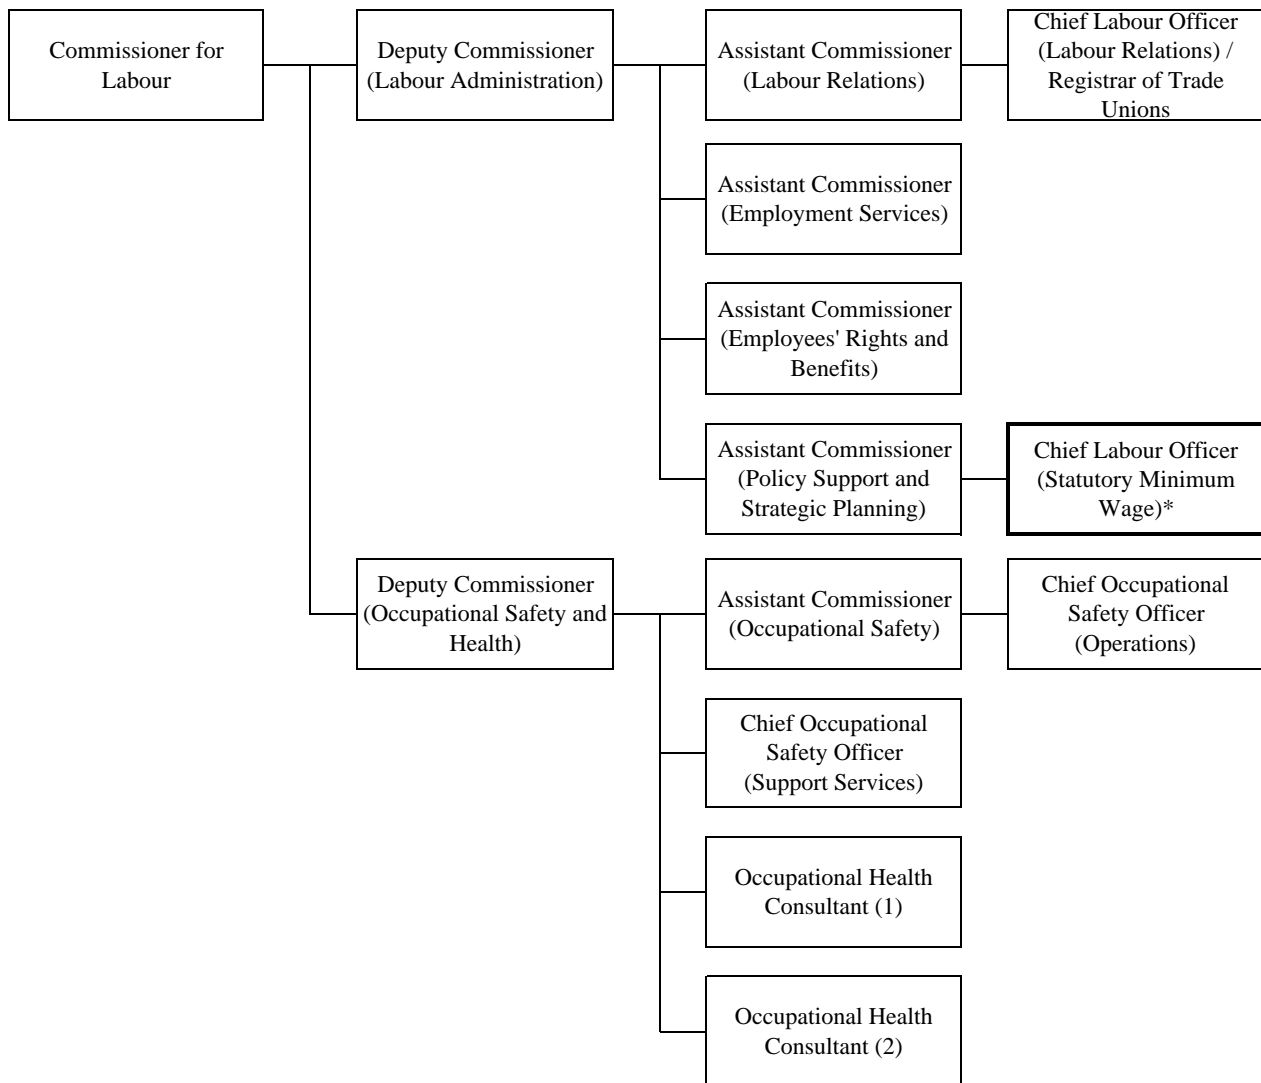 Commissioner for
Labour
Deputy Commissioner
(Labour Administration)
Assistant Commissioner
(Labour Relations)
Chief Labour Officer
(Labour Relations) /
Registrar of Trade
Unions
Assistant Commissioner
(Employment Services)
Assistant Commissioner
(Employees' Rights and
Benefits)
Assistant Commissioner
(Policy Support and
Strategic Planning)
Chief Labour Officer
(Statutory Minimum
Wage)*
Deputy Commissioner
(Occupational Safety and
Health)
Assistant Commissioner
(Occupational Safety)
Chief Occupational
Safety Officer
(Operations)
Chief Occupational
Safety Officer
(Support Services)
Occupational Health
Consultant (1)
Occupational Health
Consultant (2)